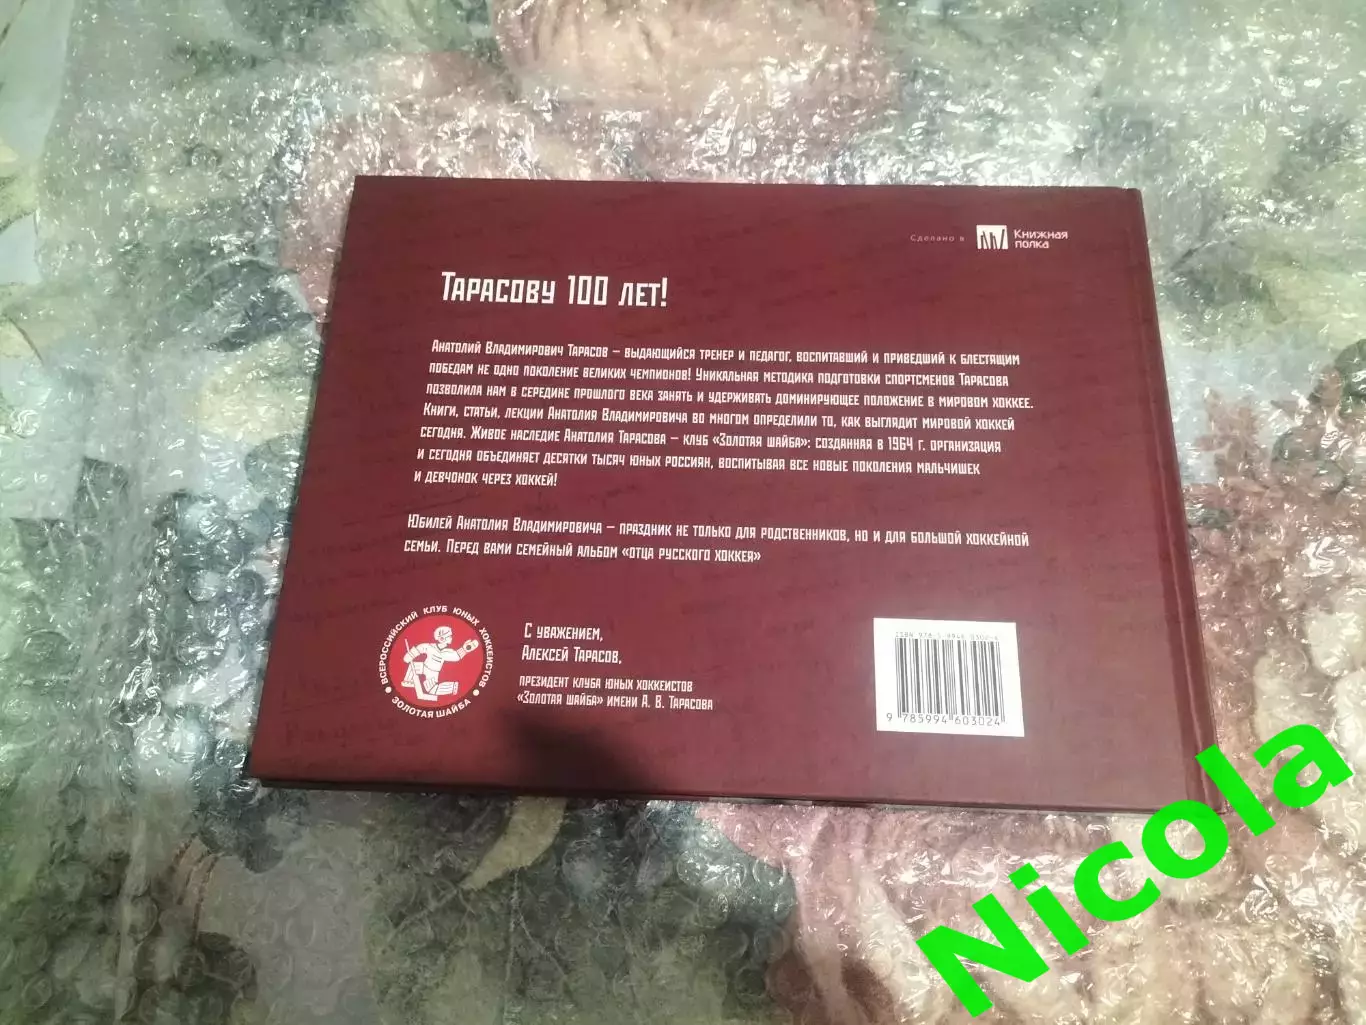 Сделано в Книжная
полка
Тарасову 100 лет!
Анатолий Владимирович Тарасов – выдающийся тренер и педагог, воспитавший и приведший к блестящим
победам не одно поколение великих чемпионов! Уникальная методика подготовки спортсменов Тарасова
позволила нам в середине прошлого века занять и удерживать доминирующее положение в мировом хоккее.
Книги, статьи, лекции Анатолия Владимировича во многом определили то, как выглядит мировой хоккей
сегодня. Живое наследие Анатолия Тарасова – клуб «Золотая шайба»: созданная в 1964 г. организация
и сегодня объединяет десятки тысяч юных россиян, воспитывая все новые поколения мальчишек
и девчонок через хоккей!
Юбилей Анатолия Владимировича – праздник не только для родственников, но и для большой хоккейной
семьи. Перед вами семейный альбом «отца русского хоккея»
ВСЕРОССИЙСКИЙ КЛУБ ЮНЫХ ХОККЕИСТОВ
ЗОЛОТАЯ ШАЙБА
С уважением,
Алексей Тарасов,
президент клуба юных хоккеистов
«Золотая шайба» имени А. В. Тарасова
ISBN 978-5-9946-0302-4
9 785994 603024
Nicola